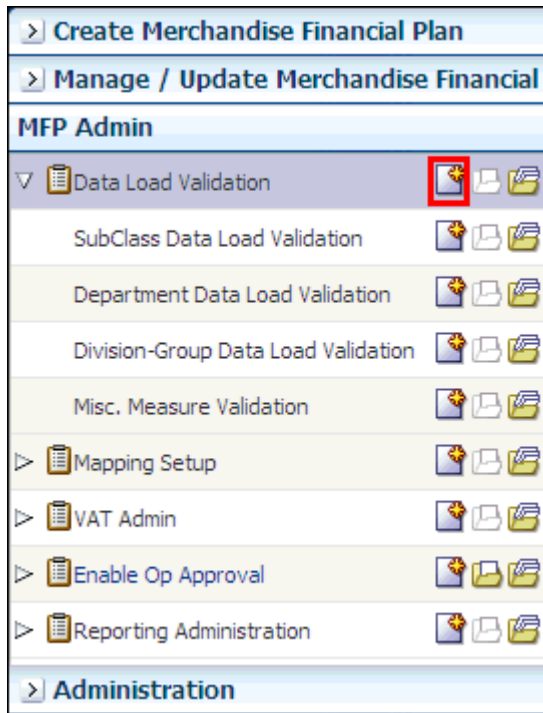 Create Merchandise Financial Plan
Manage / Update Merchandise Financial
MFP Admin
Data Load Validation
SubClass Data Load Validation
Department Data Load Validation
Division-Group Data Load Validation
Misc. Measure Validation
Mapping Setup
VAT Admin
Enable Op Approval
Reporting Administration
Administration